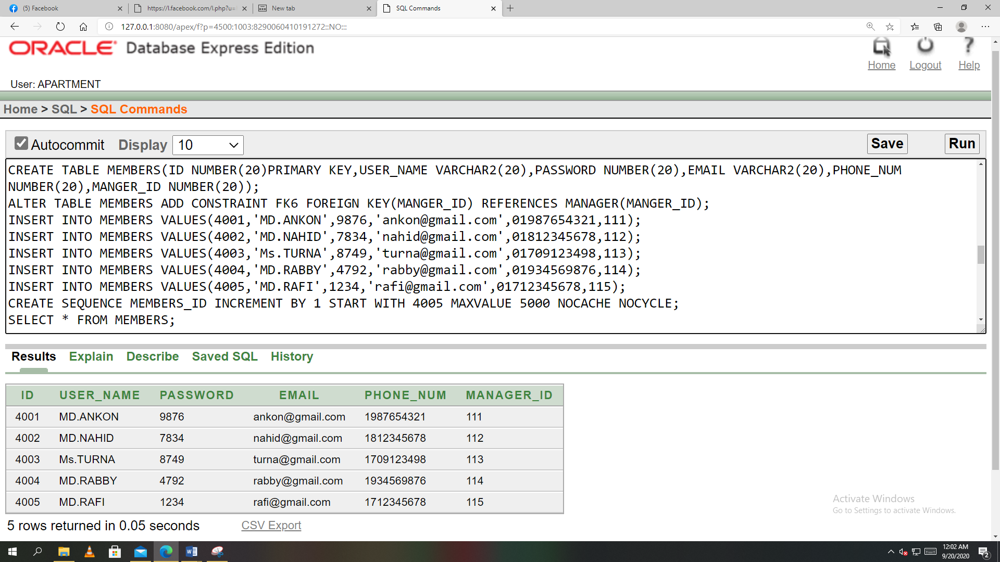 (5) Facebook
https://l.facebook.com/l.php?u=
New tab
SQL Commands
127.0.0.1:8080/apex/f?p=4500:1003:8290060410191272::NO:::
ORACLE Database Express Edition
Home Logout Help
User: APARTMENT
Home > SQL > SQL Commands
Autocommit Display 10 Save Run
CREATE TABLE MEMBERS(ID NUMBER(20)PRIMARY KEY,USER_NAME VARCHAR2(20),PASSWORD NUMBER(20),EMAIL VARCHAR2(20),PHONE_NUM
NUMBER(20),MANGER_ID NUMBER(20));
ALTER TABLE MEMBERS ADD CONSTRAINT FK6 FOREIGN KEY(MANGER_ID) REFERENCES MANAGER(MANGER_ID);
INSERT INTO MEMBERS VALUES(4001,'MD.ANKON',9876,'ankon@gmail.com',01987654321,111);
INSERT INTO MEMBERS VALUES(4002,'MD.NAHID',7834,'nahid@gmail.com',01812345678,112);
INSERT INTO MEMBERS VALUES(4003,'Ms.TURNA',8749,'turna@gmail.com',01709123498,113);
INSERT INTO MEMBERS VALUES(4004,'MD.RABBY',4792,'rabby@gmail.com',01934569876,114);
INSERT INTO MEMBERS VALUES(4005,'MD.RAFI',1234,'rafi@gmail.com',01712345678,115);
CREATE SEQUENCE MEMBERS_ID INCREMENT BY 1 START WITH 4005 MAXVALUE 5000 NOCACHE NOCYCLE;
SELECT * FROM MEMBERS;
Results Explain Describe Saved SQL History
ID USER_NAME PASSWORD EMAIL PHONE_NUM MANAGER_ID
4001 MD.ANKON 9876 ankon@gmail.com 1987654321 111
4002 MD.NAHID 7834 nahid@gmail.com 1812345678 112
4003 Ms.TURNA 8749 turna@gmail.com 1709123498 113
4004 MD.RABBY 4792 rabby@gmail.com 1934569876 114
4005 MD.RAFI 1234 rafi@gmail.com 1712345678 115
5 rows returned in 0.05 seconds CSV Export
Activate Windows
Go to Settings to activate Windows.
12:02 AM
9/20/2020
2